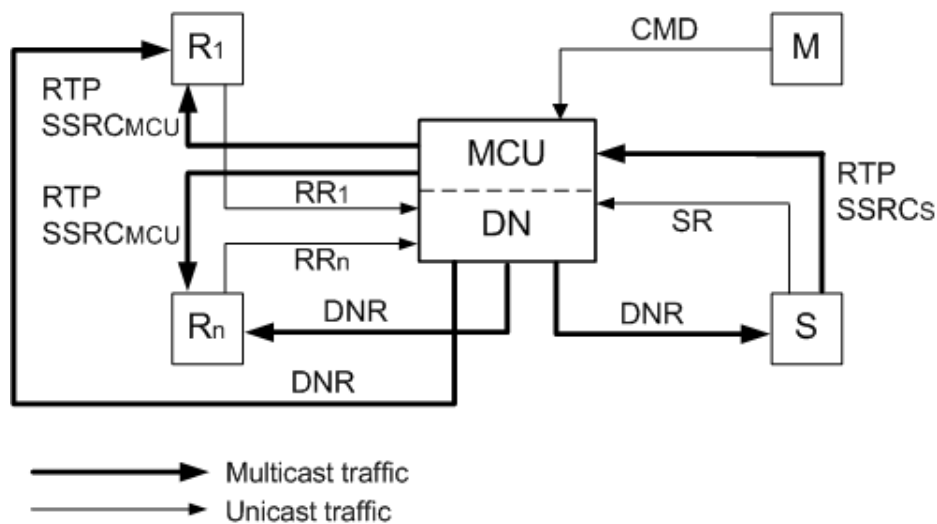 R1
CMD
M
RTP
SSRCMCU
MCU
RTP
SSRCS
RTP
SSRCMCU
RR1
DN
SR
RRn
Rn
DNR
DNR
S
DNR
Multicast traffic
Unicast traffic